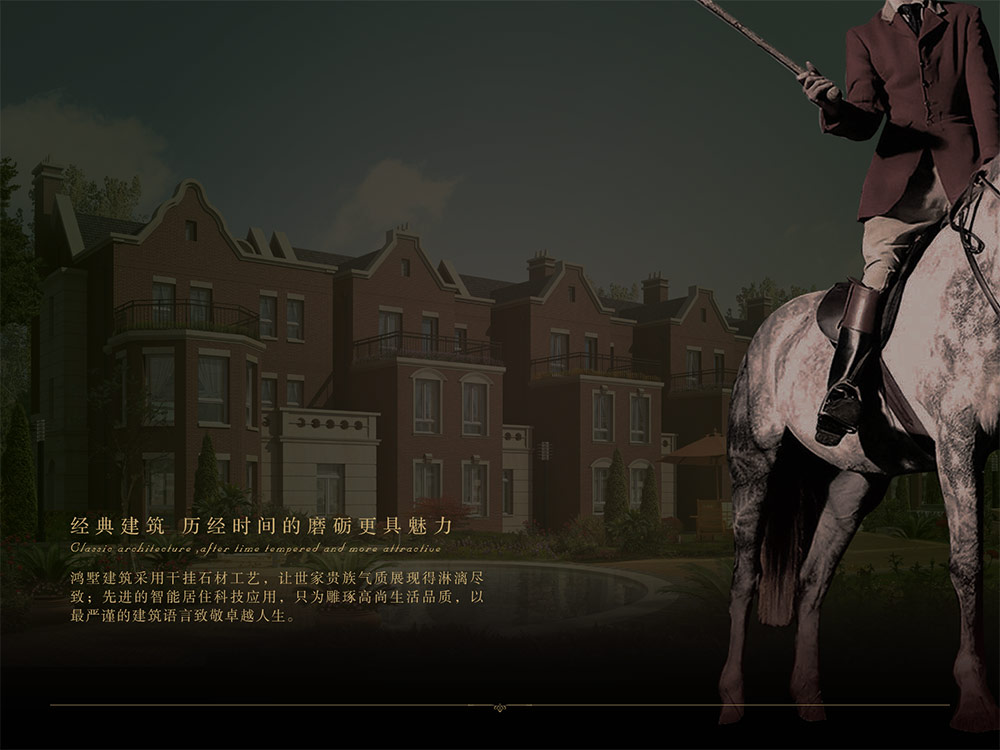 经典建筑 历经时间的磨砺更具魅力
Classic architecture ,after time tempered and more attractive
鸿墅建筑采用干挂石材工艺，让世家贵族气质展现得淋漓尽
致；先进的智能居住科技应用，只为雕琢高尚生活品质，以
最严谨的建筑语言致敬卓越人生。